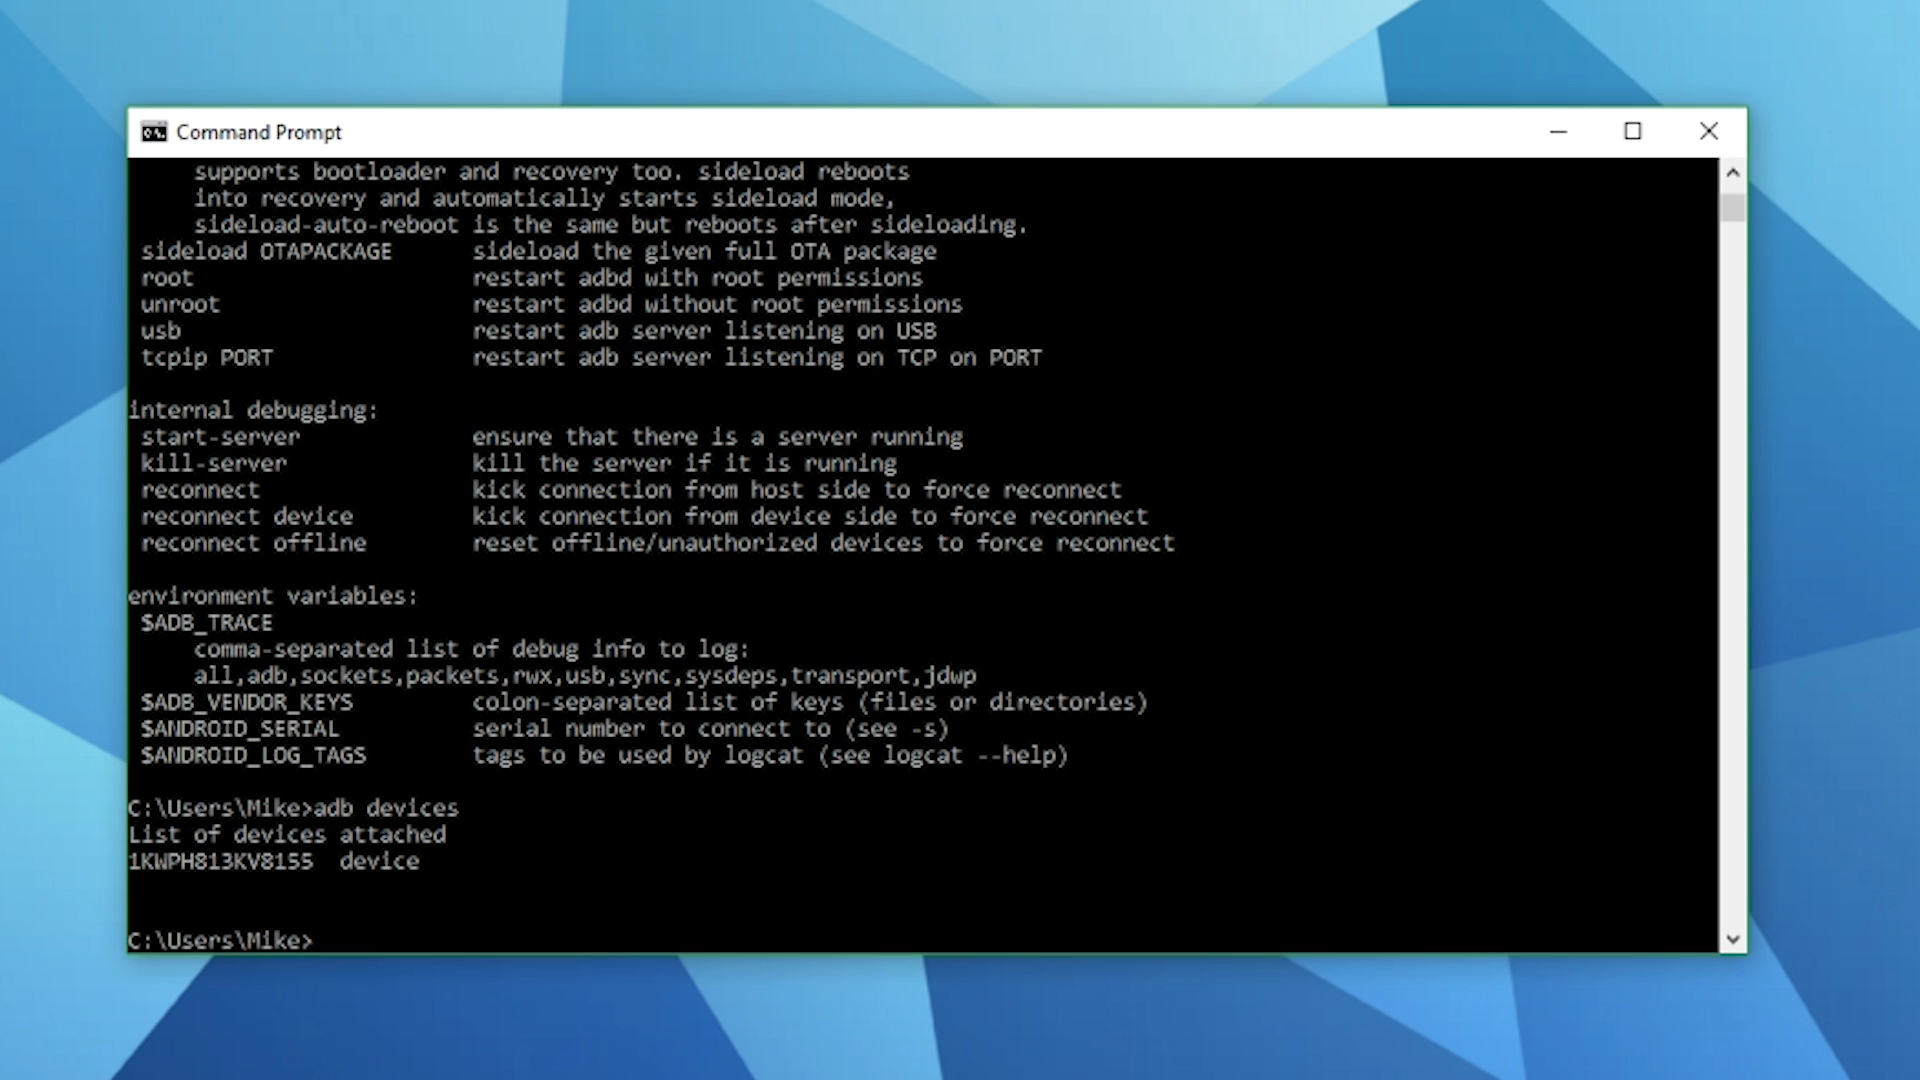 Command Prompt
supports bootloader and recovery too. sideload reboots
into recovery and automatically starts sideload mode,
sideload-auto-reboot is the same but reboots after sideloading.
sideload OTAPACKAGE sideload the given full OTA package
root restart adbd with root permissions
unroot restart adbd without root permissions
usb restart adb server listening on USB
tcpip PORT restart adb server listening on TCP on PORT
internal debugging:
start-server ensure that there is a server running
kill-server kill the server if it is running
reconnect kick connection from host side to force reconnect
reconnect device kick connection from device side to force reconnect
reconnect offline reset offline/unauthorized devices to force reconnect
environment variables:
$ADB_TRACE
comma-separated list of debug info to log:
all,adb,sockets,packets,rwx,usb,sync,sysdeps,transport,jdwp
$ADB_VENDOR_KEYS colon-separated list of keys (files or directories)
$ANDROID_SERIAL serial number to connect to (see -s)
$ANDROID_LOG_TAGS tags to be used by logcat (see logcat --help)
C:\Users\Mike>adb devices
List of devices attached
1KWPH813KV8155 device
C:\Users\Mike>